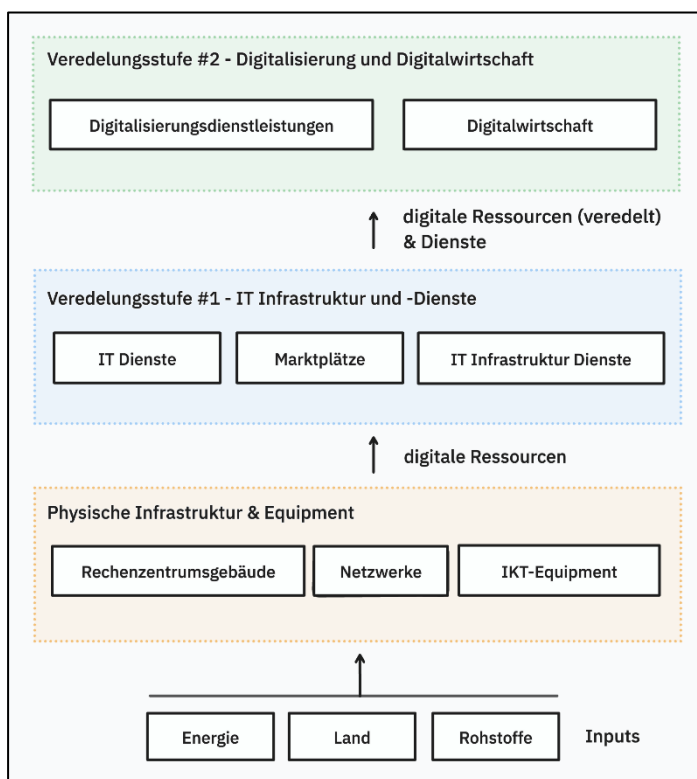 Veredelungsstufe #2 - Digitalisierung und Digitalwirtschaft
Digitalisierungsdienstleistungen
Digitalwirtschaft
digitale Ressourcen (veredelt)
& Dienste
Veredelungsstufe #1 - IT Infrastruktur und -Dienste
IT Dienste
Marktplätze
IT Infrastruktur Dienste
digitale Ressourcen
Physische Infrastruktur & Equipment
Rechenzentrumsgebäude
Netzwerke
IKT-Equipment
Energie
Land
Rohstoffe
Inputs